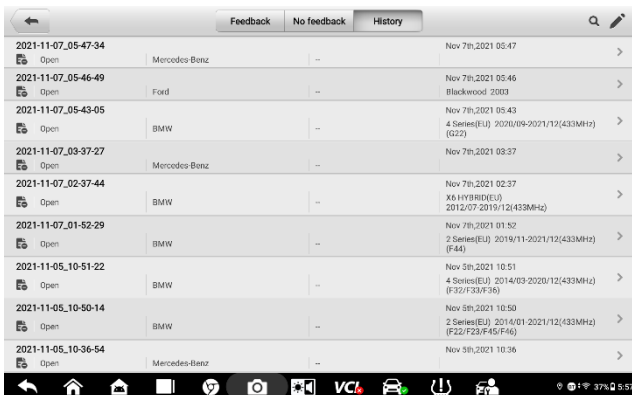 Feedback No feedback History
2021-11-07_05-47-34 Nov 7th,2021 05:47
Open Mercedes-Benz --
2021-11-07_05-46-49 Nov 7th,2021 05:46
Open Ford -- Blackwood 2003
2021-11-07_05-43-05 Nov 7th,2021 05:43
Open BMW -- 4 Series(EU) 2020/09-2021/12(433MHz)
(G22)
2021-11-07_03-37-27 Nov 7th,2021 03:37
Open Mercedes-Benz --
2021-11-07_02-37-44 Nov 7th,2021 02:37
Open BMW -- X6 HYBRID(EU)
2012/07-2019/12(433MHz)
2021-11-07_01-52-29 Nov 7th,2021 01:52
Open BMW -- 2 Series(EU) 2019/11-2021/12(433MHz)
(F44)
2021-11-05_10-51-22 Nov 5th,2021 10:51
Open BMW -- 4 Series(EU) 2014/03-2020/12(433MHz)
(F32/F33/F36)
2021-11-05_10-50-14 Nov 5th,2021 10:50
Open BMW -- 2 Series(EU) 2014/01-2021/12(433MHz)
(F22/F23/F45/F46)
2021-11-05_10-36-54 Nov 5th,2021 10:36
Open Mercedes-Benz --
VCI 37% 5:57